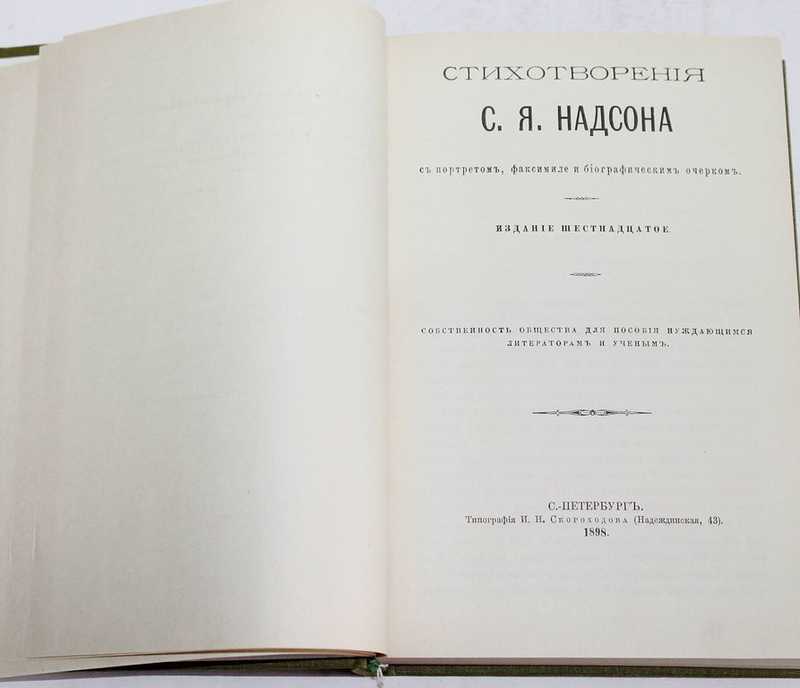 СТИХОТВОРЕНІЯ
С. Я. НАДСОНА
съ портретомъ, факсимиле и біографическимъ очеркомъ.
ИЗДАНІЕ ШЕСТНАДЦАТОЕ
СОБСТВЕННОСТЬ ОБЩЕСТВА ДЛЯ ПОСОБІЯ НУЖДАЮЩИМСЯ
ЛИТЕРАТОРАМЪ И УЧЕНЫМЪ.
С.-ПЕТЕРБУРГЪ.
Типографія И. Н. Скороходова (Надеждинская, 43).
1898.